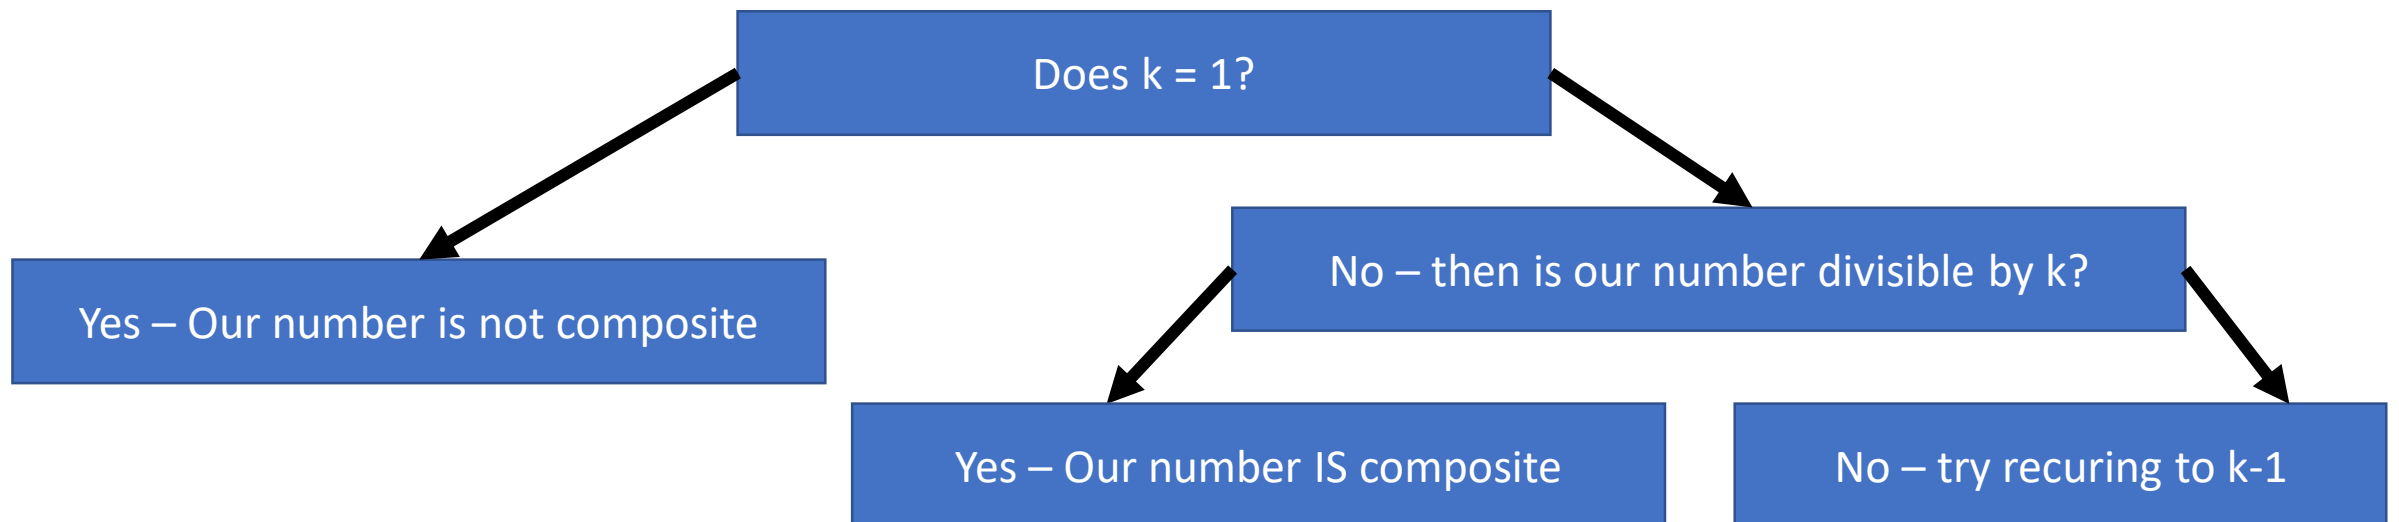 Does k = 1?
No – then is our number divisible by k?
Yes – Our number is not composite
Yes – Our number IS composite
No – try recuring to k-1